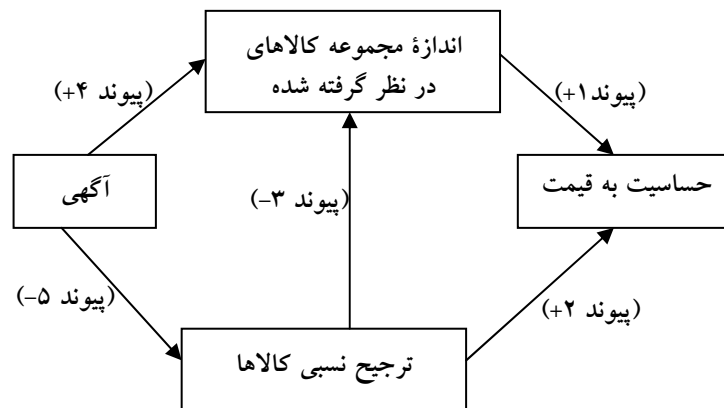 اندازۀ مجموعه کالاهای
در نظر گرفته شده
(پیوند ۴+)
(پیوند۱+)
آگهی
(پیوند ۳–)
حساسیت به قیمت
(پیوند ۵–)
(پیوند ۲+)
ترجیح نسبی کالاها